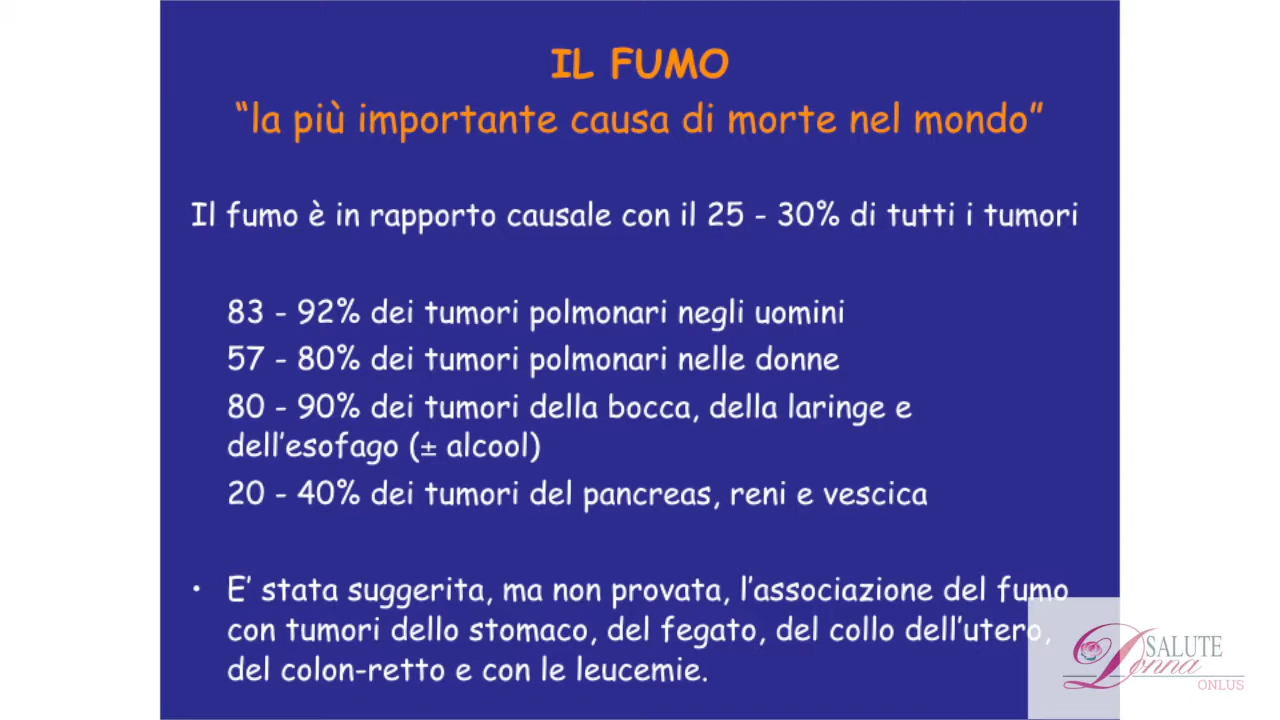 IL FUMO
“la più importante causa di morte nel mondo”
Il fumo è in rapporto causale con il 25 - 30% di tutti i tumori
83 - 92% dei tumori polmonari negli uomini
57 - 80% dei tumori polmonari nelle donne
80 - 90% dei tumori della bocca, della laringe e
dell’esofago (± alcool)
20 - 40% dei tumori del pancreas, reni e vescica
• E’ stata suggerita, ma non provata, l’associazione del fumo
con tumori dello stomaco, del fegato, del collo dell’utero,
del colon-retto e con le leucemie.
SALUTE
Donna
ONLUS